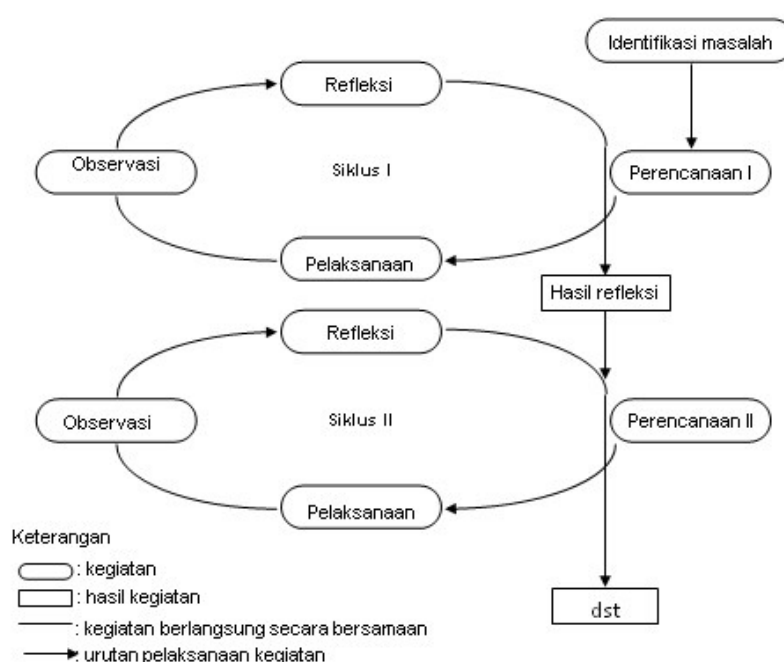 Identifikasi masalah
Refleksi
Observasi
Siklus I
Perencanaan I
Pelaksanaan
Hasil refleksi
Refleksi
Observasi
Siklus II
Perencanaan II
Pelaksanaan
Keterangan
: kegiatan
: hasil kegiatan
dst
: kegiatan berlangsung secara bersamaan
: urutan pelaksanaan kegiatan